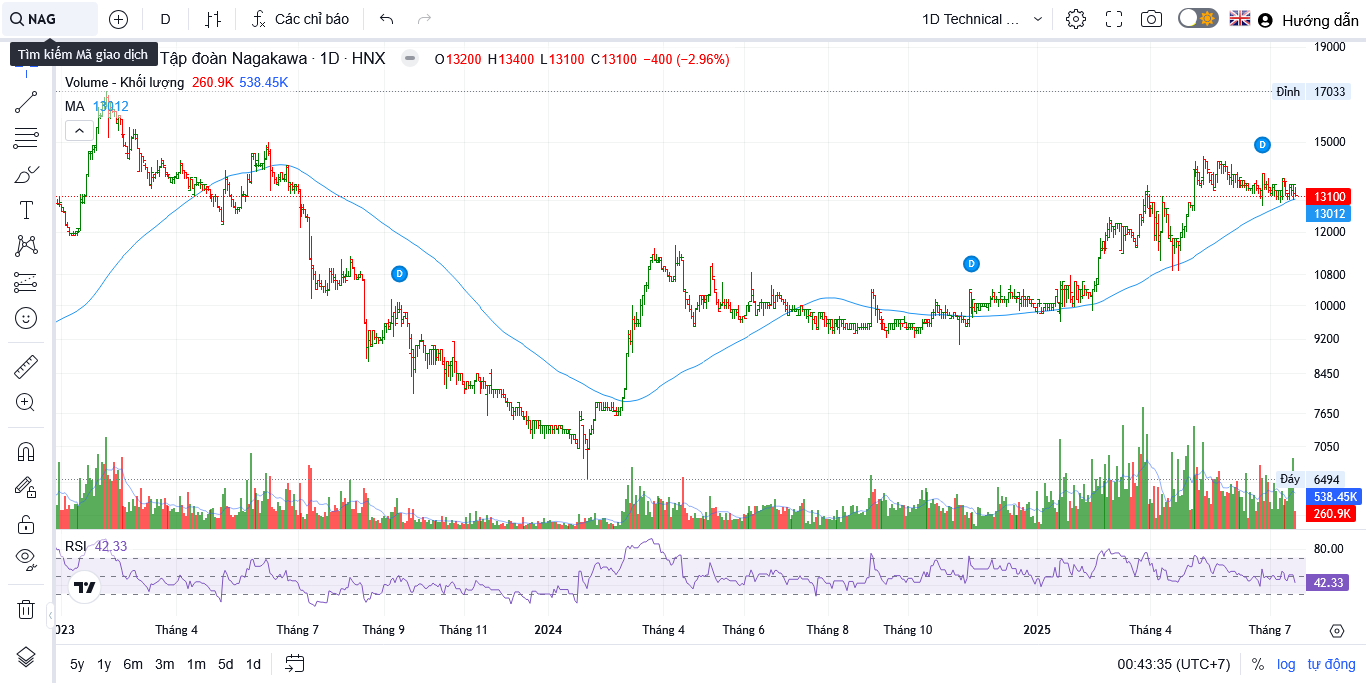 NAG D Các chỉ báo 1D Technical ... Hướng dẫn
Tìm kiếm Mã giao dịch Tập đoàn Nagakawa · 1D · HNX O13200 H13400 L13100 C13100 −400 (−2.96%)
Volume - Khối lượng 260.9K 538.45K
MA 13012
19000
Đỉnh 17033
15000
13100
13012
12000
10800
10000
9200
8450
7650
7050
Đáy 6494
538.45K
260.9K
D
D
D
RSI 42.33
80.00
42.33
023 Tháng 4 Tháng 7 Tháng 9 Tháng 11 2024 Tháng 4 Tháng 6 Tháng 8 Tháng 10 2025 Tháng 4 Tháng 7
5y 1y 6m 3m 1m 5d 1d 00:43:35 (UTC+7) % log tự động